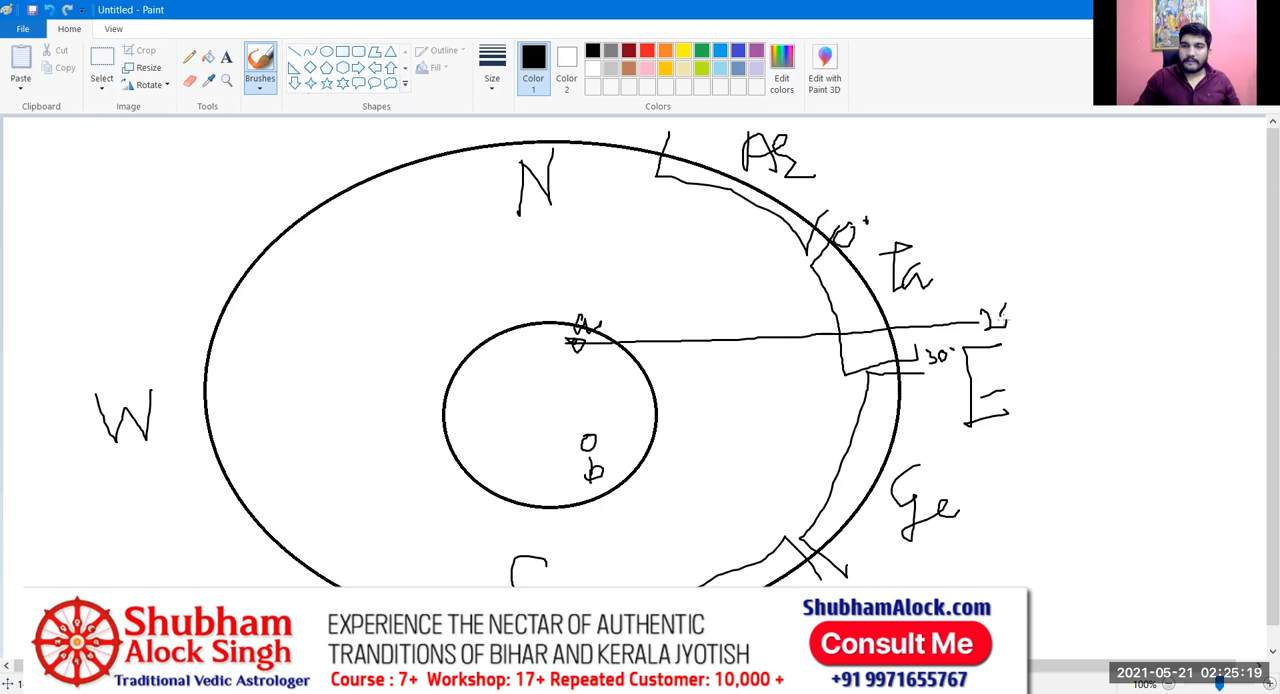 Untitled - Paint
File
Home
View
Paste
Cut
Copy
Clipboard
Select
Crop
Resize
Rotate
Image
Tools
Brushes
Shapes
Outline
Fill
Size
Color 1
Color 2
Colors
Edit colors
Edit with Paint 3D
N
0°
Ta
a
30°
E
W
b
Ge
Shubham
Alock Singh
Traditional Vedic Astrologer
EXPERIENCE THE NECTAR OF AUTHENTIC
TRANDITIONS OF BIHAR AND KERALA JYOTISH
Course : 7+ Workshop: 17+ Repeated Customer: 10,000 +
ShubhamAlock.com
Consult Me
+91 9971655767
2021-05-21 02:25:19
100%